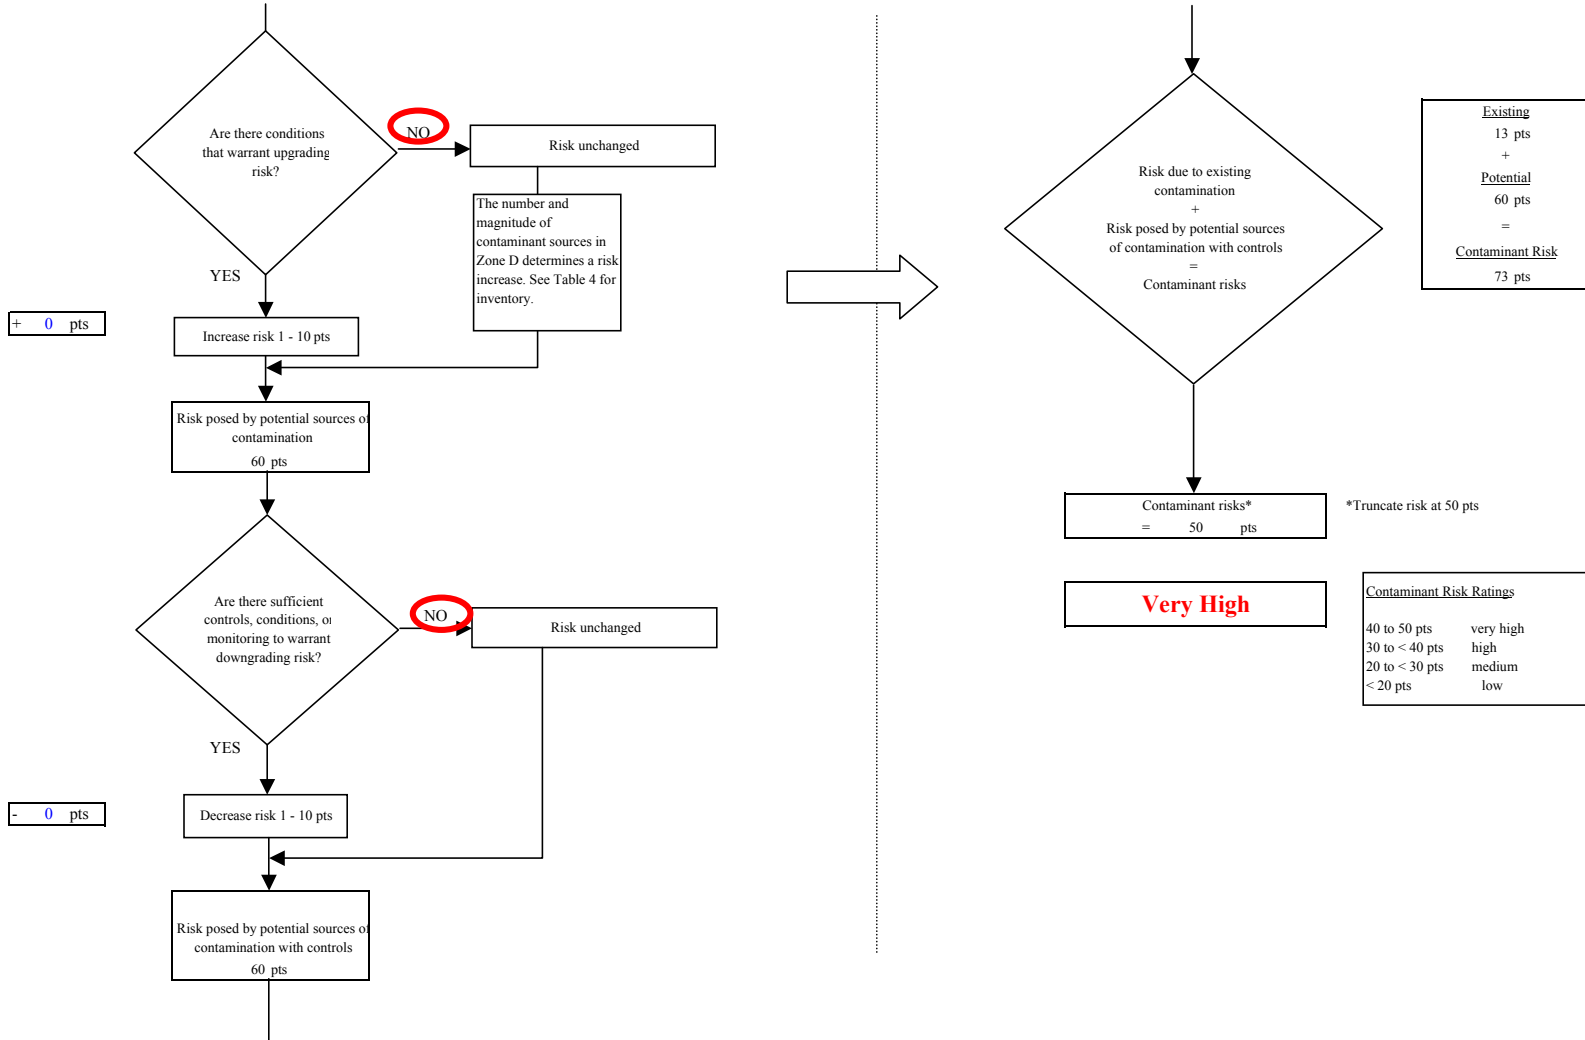 Are there conditions
that warrant upgrading
risk?
NO
Risk unchanged
The number and
magnitude of
contaminant sources in
Zone D determines a risk
increase. See Table 4 for
inventory.
YES
+ 0 pts
Increase risk 1 - 10 pts
Risk posed by potential sources of
contamination
60 pts
Are there sufficient
controls, conditions, or
monitoring to warrant
downgrading risk?
NO
Risk unchanged
YES
- 0 pts
Decrease risk 1 - 10 pts
Risk posed by potential sources of
contamination with controls
60 pts
Risk due to existing
contamination
+
Risk posed by potential sources
of contamination with controls
=
Contaminant risks
Existing
13 pts
+
Potential
60 pts
=
Contaminant Risk
73 pts
Contaminant risks*
= 50 pts
*Truncate risk at 50 pts
Very High
Contaminant Risk Ratings
40 to 50 pts very high
30 to < 40 pts high
20 to < 30 pts medium
< 20 pts low